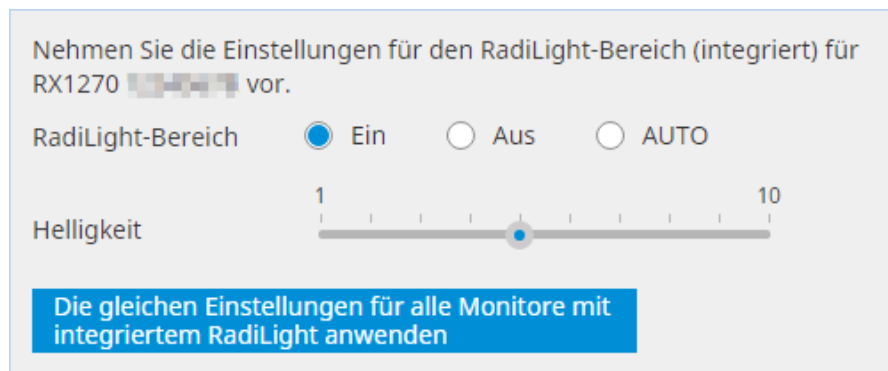 Nehmen Sie die Einstellungen für den RadiLight-Bereich (integriert) für
RX1270 vor.
RadiLight-Bereich Ein Aus AUTO
1 10
Helligkeit
Die gleichen Einstellungen für alle Monitore mit
integriertem RadiLight anwenden